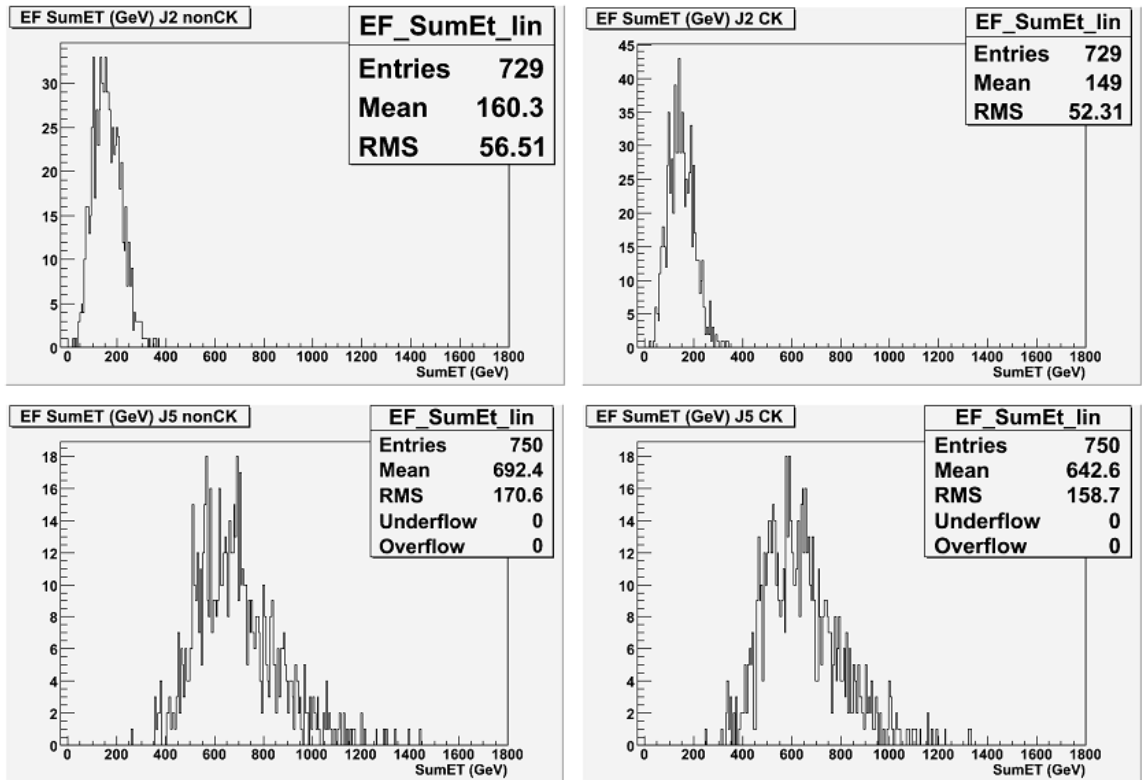 EF SumET (GeV) J2 nonCK
EF_SumEt_lin
Entries 729
Mean 160.3
RMS 56.51
30
25
20
15
10
5
0
0 200 400 600 800 1000 1200 1400 1600 1800
SumET (GeV)
EF SumET (GeV) J2 CK
EF_SumEt_lin
Entries 729
Mean 149
RMS 52.31
45
40
35
30
25
20
15
10
5
0
0 200 400 600 800 1000 1200 1400 1600 1800
SumET (GeV)
EF SumET (GeV) J5 nonCK
EF_SumEt_lin
Entries 750
Mean 692.4
RMS 170.6
Underflow 0
Overflow 0
18
16
14
12
10
8
6
4
2
0
0 200 400 600 800 1000 1200 1400 1600 1800
SumET (GeV)
EF SumET (GeV) J5 CK
EF_SumEt_lin
Entries 750
Mean 642.6
RMS 158.7
Underflow 0
Overflow 0
18
16
14
12
10
8
6
4
2
0
0 200 400 600 800 1000 1200 1400 1600 1800
SumET (GeV)